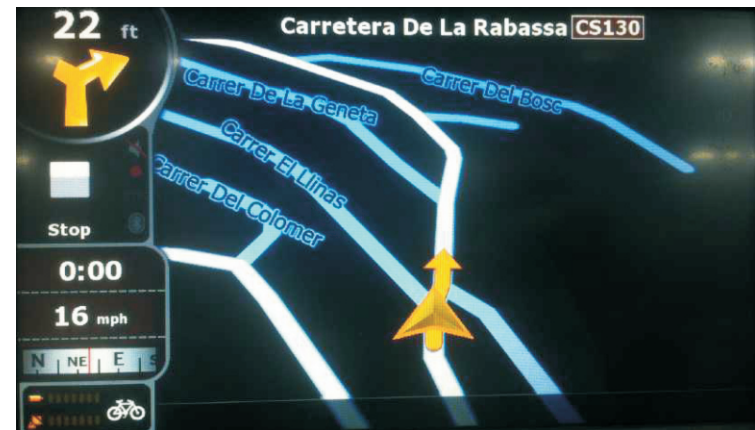 22 ft
Carretera De La Rabassa CS130
Carrer Del Bosc
Carrer De La Geneta
Carrer El Llinas
Carrer Del Colomer
Stop
0:00
16 mph
N NE E S